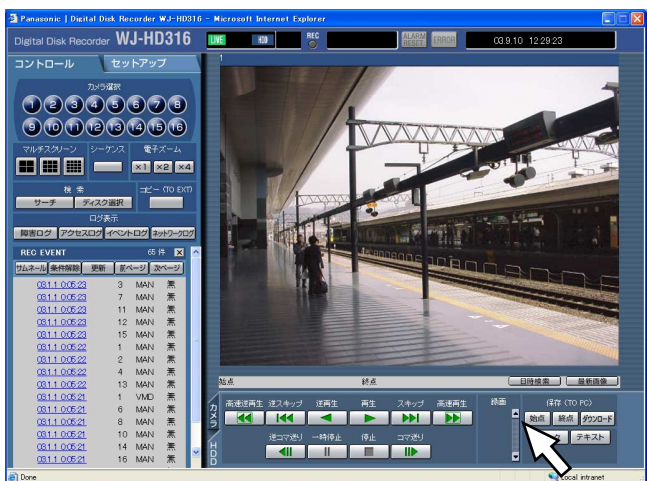 Panasonic | Digital Disk Recorder WJ-HD316 - Microsoft Internet Explorer
Digital Disk Recorder WJ-HD316
LIVE HDD REC ALARM RESET ERROR 03.9.10 12:29:23
コントロール セットアップ
カメラ選択
1 2 3 4 5 6 7 8
9 10 11 12 13 14 15 16
マルチスクリーン シーケンス 電子ズーム
×1 ×2 ×4
検 索 コピー (TO EXT)
サーチ ディスク選択
ログ表示
障害ログ アクセスログ イベントログ ネットワークログ
REC EVENT 65 件
サムネール 条件解除 更新 前ページ 次ページ
03.1.1 0:05:23 3 MAN 無
03.1.1 0:05:23 7 MAN 無
03.1.1 0:05:23 11 MAN 無
03.1.1 0:05:23 12 MAN 無
03.1.1 0:05:23 15 MAN 無
03.1.1 0:05:22 1 MAN 無
03.1.1 0:05:22 2 MAN 無
03.1.1 0:05:22 4 MAN 無
03.1.1 0:05:22 13 MAN 無
03.1.1 0:05:21 1 VMD 無
03.1.1 0:05:21 6 MAN 無
03.1.1 0:05:21 8 MAN 無
03.1.1 0:05:21 10 MAN 無
03.1.1 0:05:21 14 MAN 無
03.1.1 0:05:21 16 MAN 無
1
始点 終点 日時検索 最新画像
カメラ
HDD
高速逆再生 逆スキップ 逆再生 再生 スキップ 高速再生
逆コマ送り 一時停止 停止 コマ送り
録画
保存 (TO PC)
始点 終点 ダウンロード
テキスト
Done
Local intranet